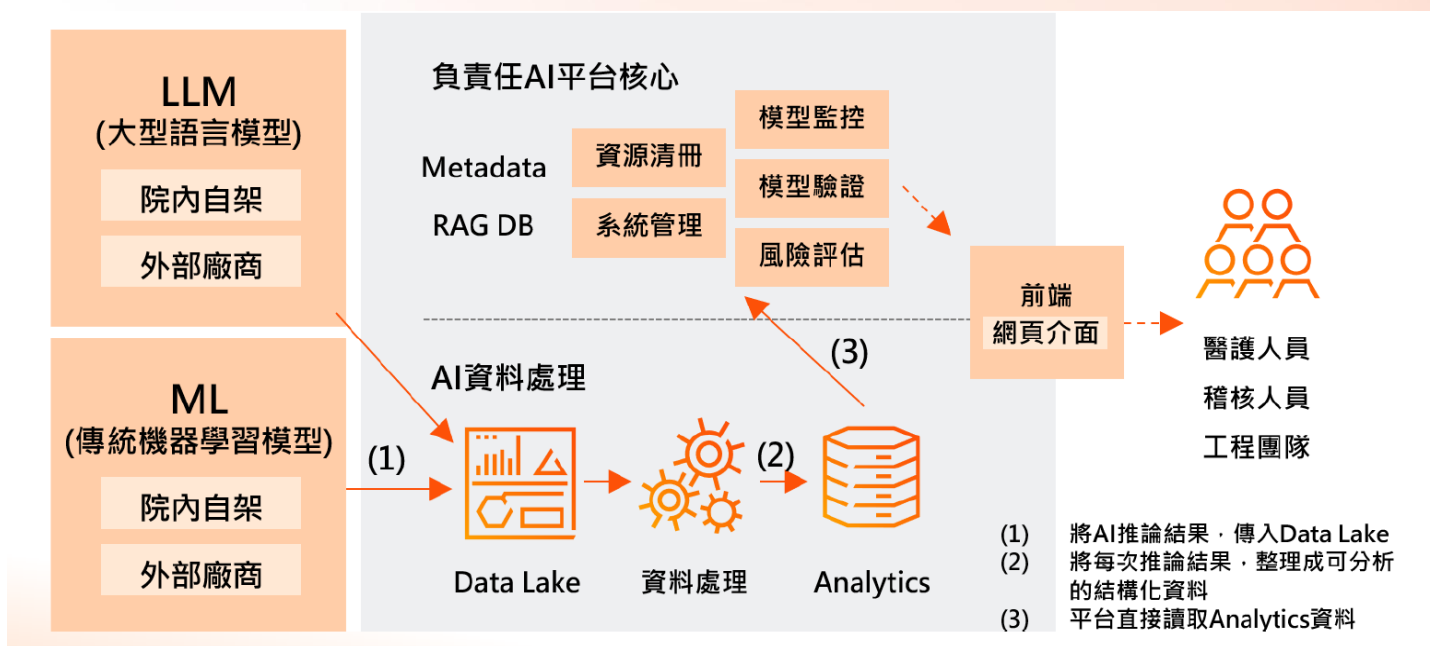 LLM
(大型語言模型)
院內自架
外部廠商
ML
(傳統機器學習模型)
院內自架
外部廠商
負責任AI平台核心
Metadata
RAG DB
資源清冊
系統管理
模型監控
模型驗證
風險評估
AI資料處理
(1)
Data Lake
資料處理
(2)
Analytics
(3)
前端
網頁介面
醫護人員
稽核人員
工程團隊
(1) 將AI推論結果，傳入Data Lake
(2) 將每次推論結果，整理成可分析
的結構化資料
(3) 平台直接讀取Analytics資料